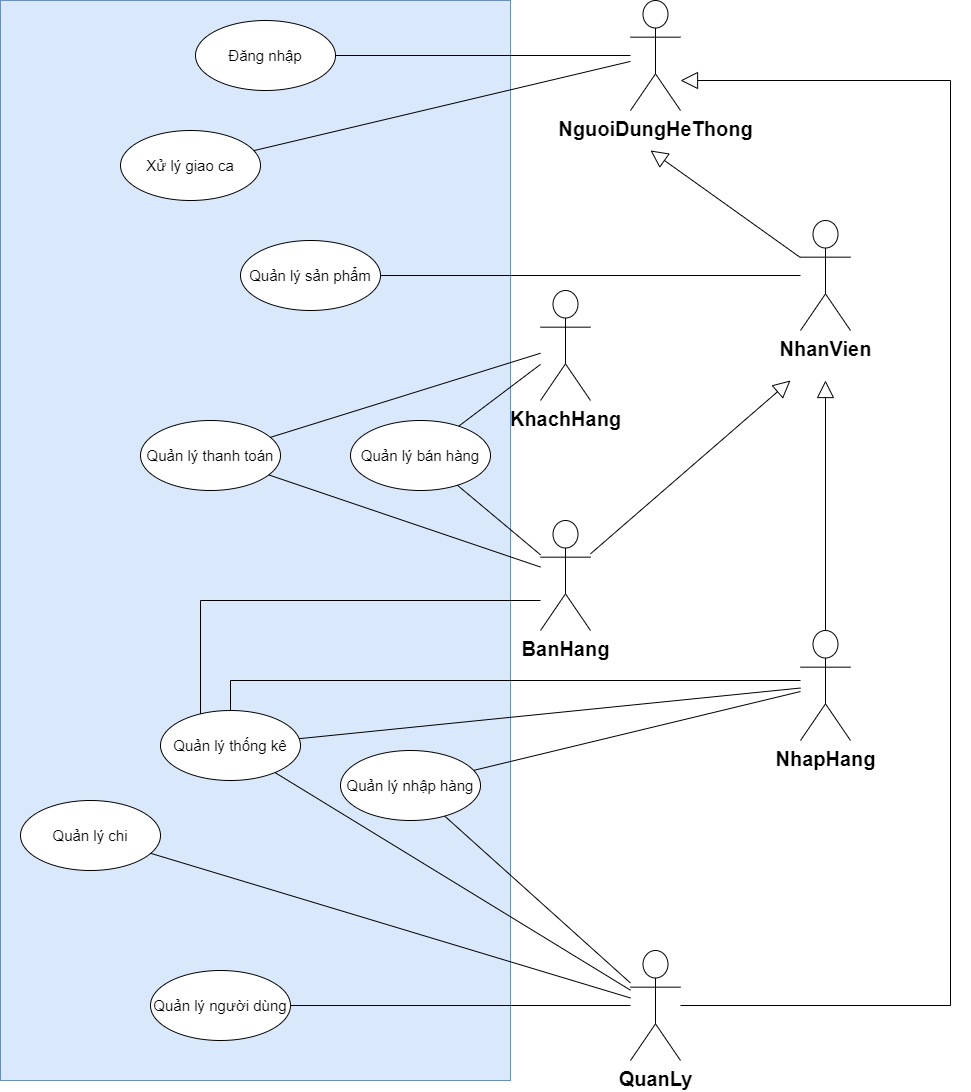 Đăng nhập
NguoiDungHeThong
Xử lý giao ca
Quản lý sản phẩm
NhanVien
KhachHang
Quản lý thanh toán
Quản lý bán hàng
BanHang
Quản lý thống kê
NhapHang
Quản lý nhập hàng
Quản lý chi
Quản lý người dùng
QuanLy